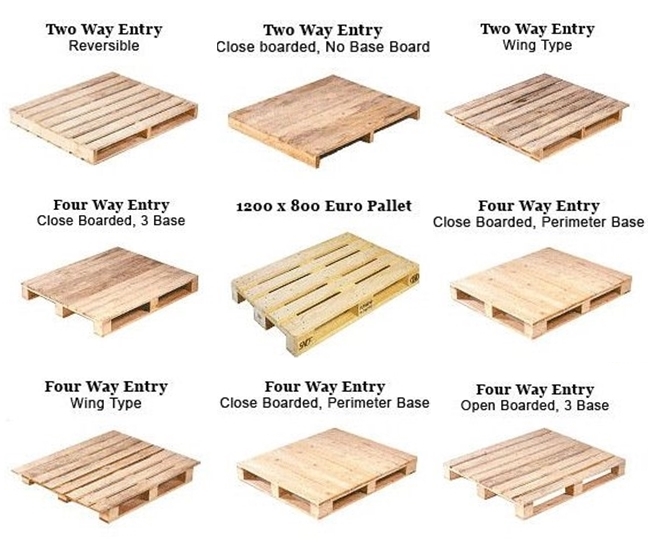 Two Way Entry
Reversible
Two Way Entry
Close boarded, No Base Board
Two Way Entry
Wing Type
Four Way Entry
Close Boarded, 3 Base
1200 x 800 Euro Pallet
Four Way Entry
Close Boarded, Perimeter Base
Four Way Entry
Wing Type
Four Way Entry
Close Boarded, Perimeter Base
Four Way Entry
Open Boarded, 3 Base